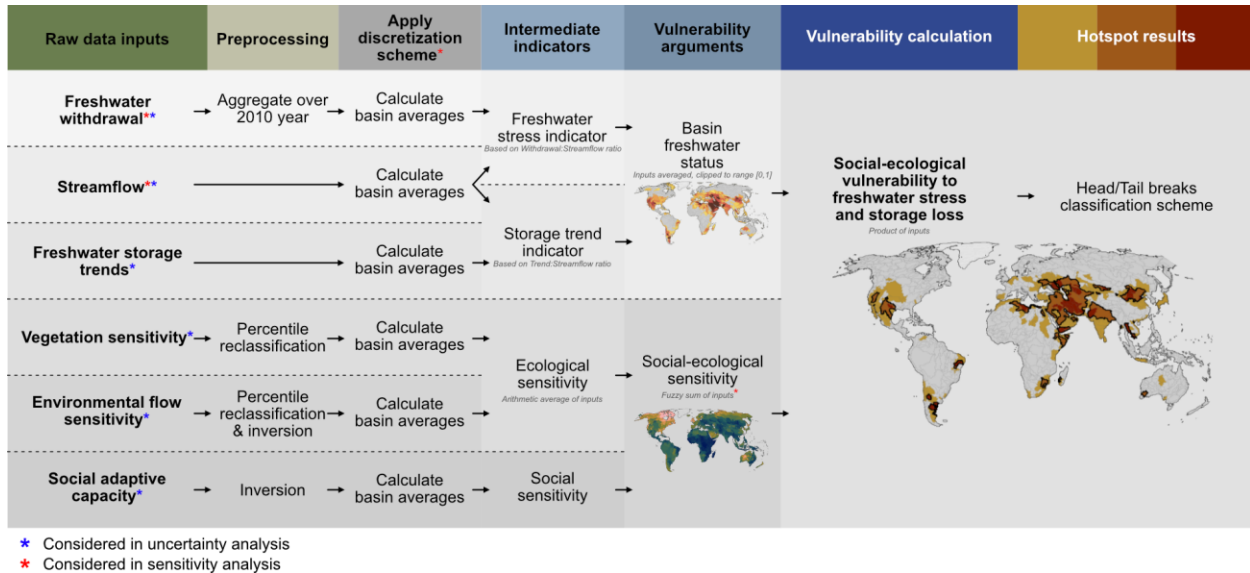 Raw data inputs
Preprocessing
Apply
discretization
scheme*
Intermediate
indicators
Vulnerability
arguments
Vulnerability calculation
Hotspot results
Freshwater
withdrawal**
Aggregate over
2010 year
Calculate
basin averages
Freshwater
stress indicator
Based on Withdrawal:Streamflow ratio
Basin
freshwater
status
Inputs averaged, clipped to range [0,1]
Streamflow**
Calculate
basin averages
Freshwater storage
trends*
Calculate
basin averages
Storage trend
indicator
Based on Trend:Streamflow ratio
Social-ecological
vulnerability to
freshwater stress
and storage loss
Product of inputs
Head/Tail breaks
classification scheme
Vegetation sensitivity*
Percentile
reclassification
Calculate
basin averages
Ecological
sensitivity
Arithmetic average of inputs
Social-ecological
sensitivity
Fuzzy sum of inputs*
Environmental flow
sensitivity*
Percentile
reclassification
& inversion
Calculate
basin averages
Social adaptive
capacity*
Inversion
Calculate
basin averages
Social
sensitivity
* Considered in uncertainty analysis
* Considered in sensitivity analysis